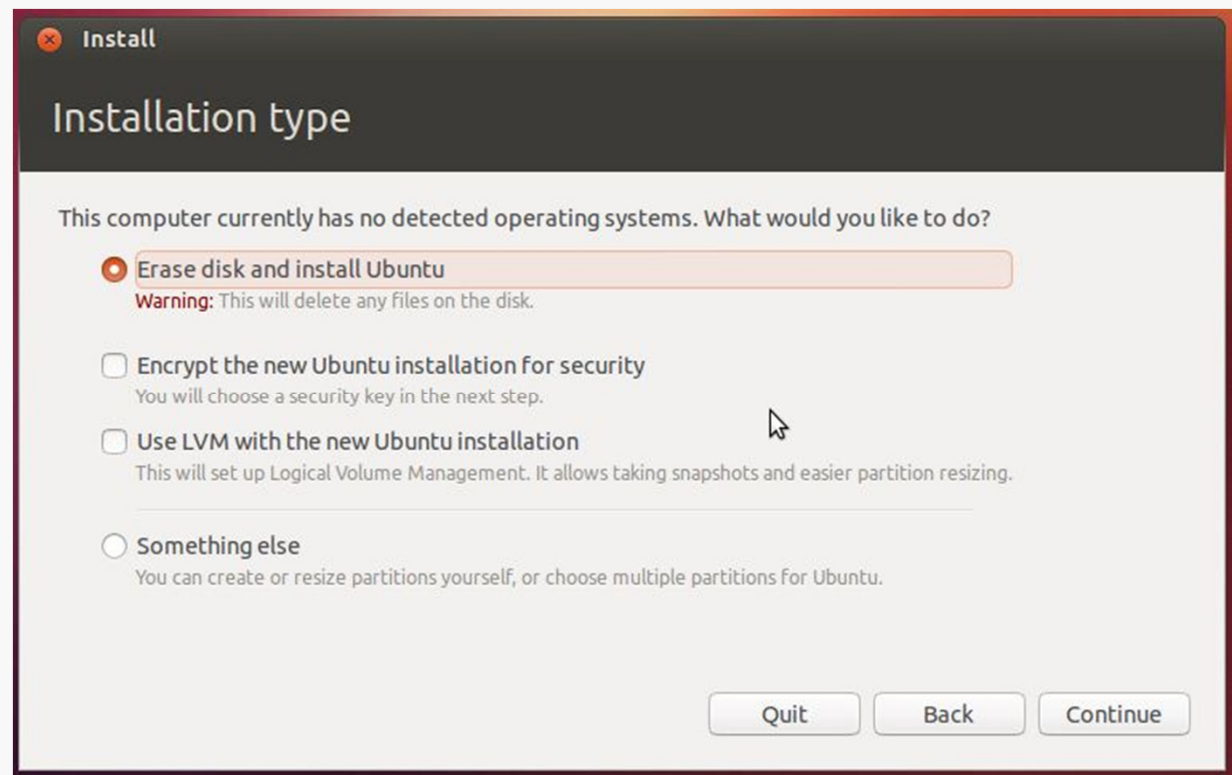 Install
Installation type
This computer currently has no detected operating systems. What would you like to do?
Erase disk and install Ubuntu
Warning: This will delete any files on the disk.
Encrypt the new Ubuntu installation for security
You will choose a security key in the next step.
Use LVM with the new Ubuntu installation
This will set up Logical Volume Management. It allows taking snapshots and easier partition resizing.
Something else
You can create or resize partitions yourself, or choose multiple partitions for Ubuntu.
Quit Back Continue